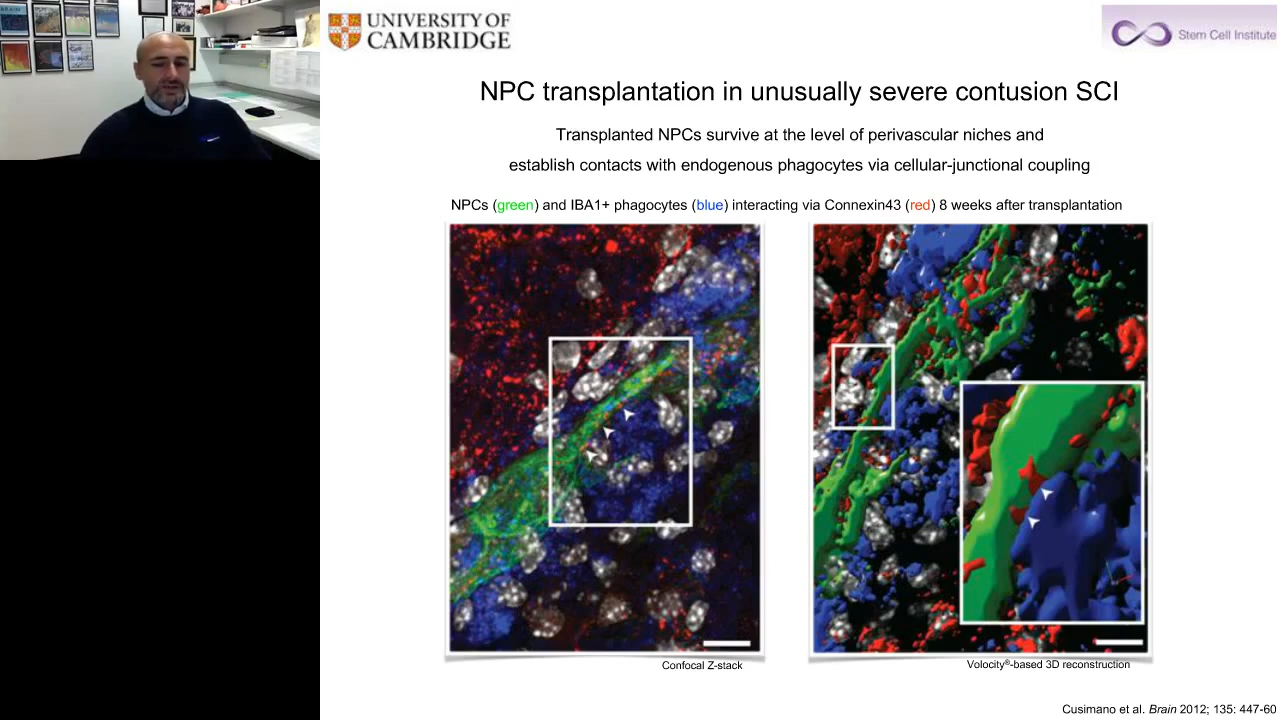 UNIVERSITY OF
CAMBRIDGE
Stem Cell Institute
NPC transplantation in unusually severe contusion SCI
Transplanted NPCs survive at the level of perivascular niches and
establish contacts with endogenous phagocytes via cellular-junctional coupling
NPCs (green) and IBA1+ phagocytes (blue) interacting via Connexin43 (red) 8 weeks after transplantation
Confocal Z-stack
Volocity®-based 3D reconstruction
Cusimano et al. Brain 2012; 135: 447-60